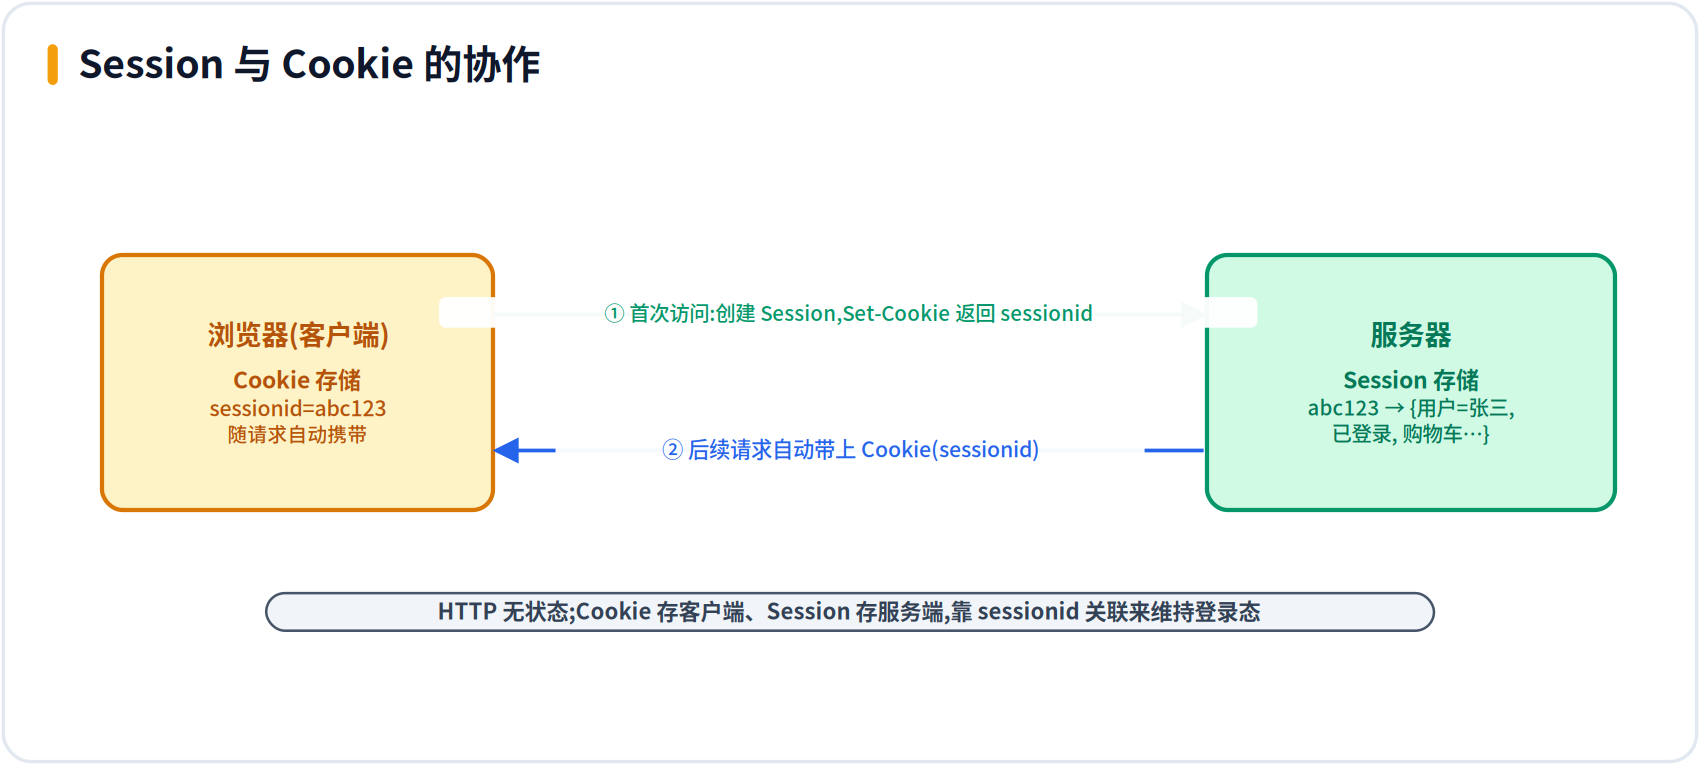 Session 与 Cookie 的协作
① 首次访问:创建 Session,Set-Cookie 返回 sessionid
浏览器(客户端)
Cookie 存储
sessionid=abc123
随请求自动携带
服务器
Session 存储
abc123 → {用户=张三,
已登录, 购物车…}
② 后续请求自动带上 Cookie(sessionid)
HTTP 无状态;Cookie 存客户端、Session 存服务端,靠 sessionid 关联来维持登录态